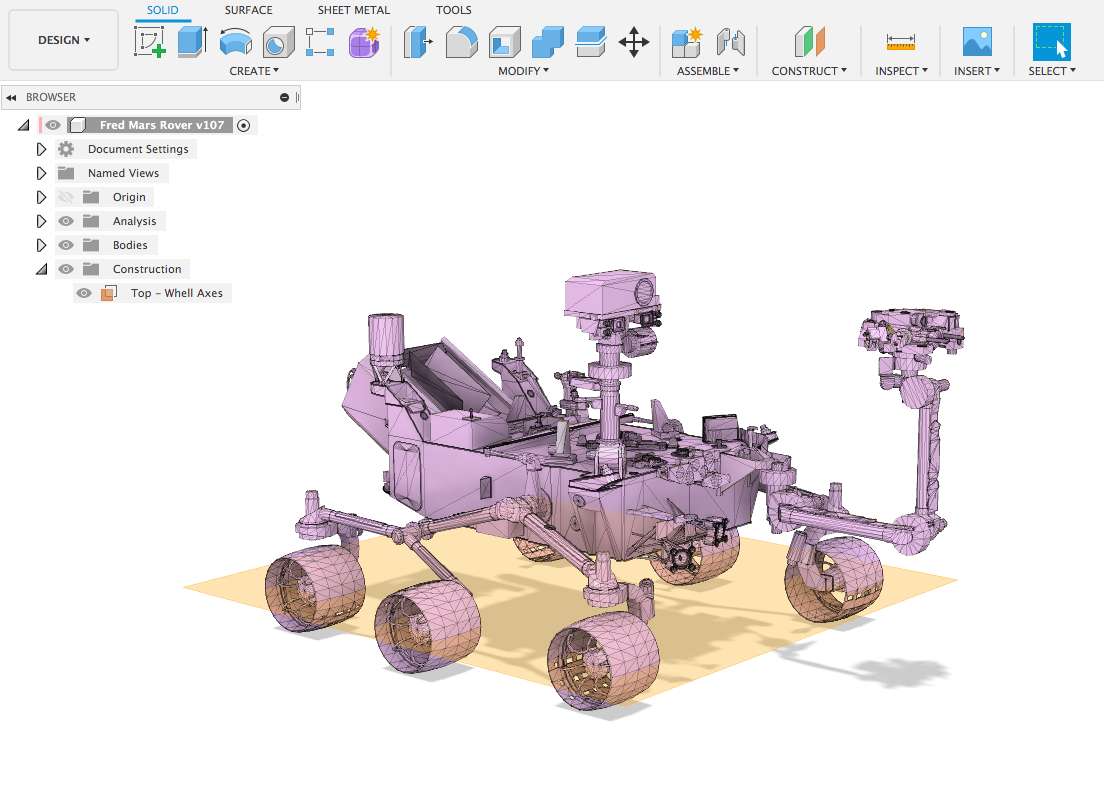 SOLID SURFACE SHEET METAL TOOLS
DESIGN
CREATE MODIFY ASSEMBLE CONSTRUCT INSPECT INSERT SELECT
BROWSER
Fred Mars Rover v107
Document Settings
Named Views
Origin
Analysis
Bodies
Construction
Top - Whell Axes